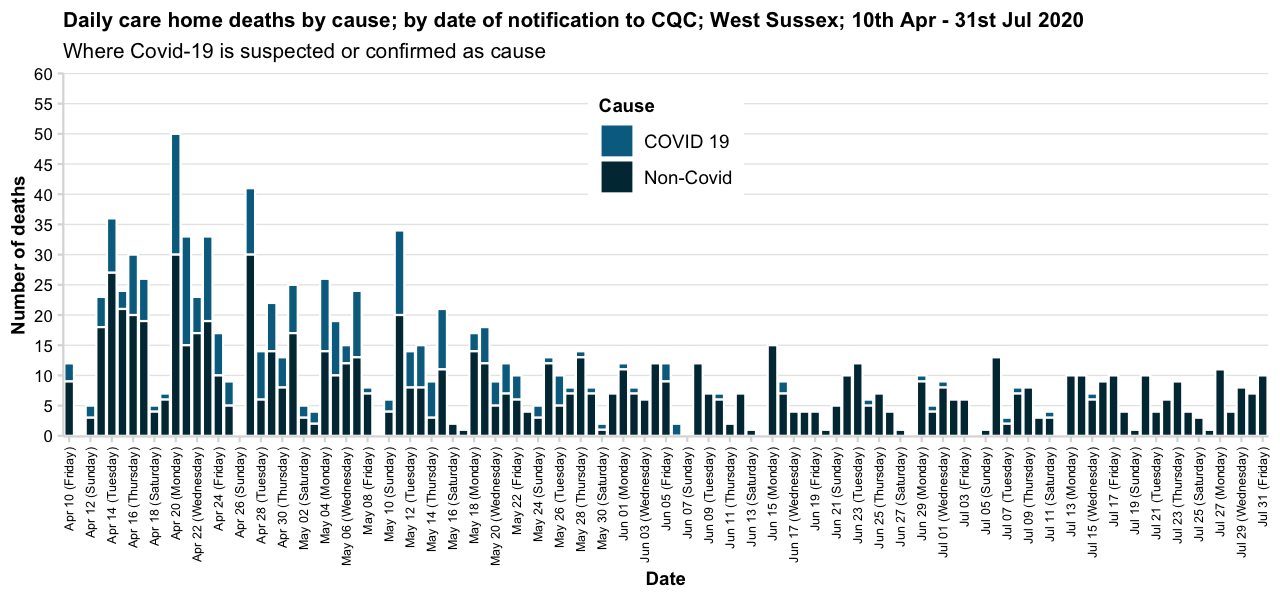 Daily care home deaths by cause; by date of notification to CQC; West Sussex; 10th Apr - 31st Jul 2020
Where Covid-19 is suspected or confirmed as cause
Number of deaths
60
55
50
45
40
35
30
25
20
15
10
5
0
Cause
COVID 19
Non-Covid
Apr 10 (Friday)
Apr 12 (Sunday)
Apr 14 (Tuesday)
Apr 16 (Thursday)
Apr 18 (Saturday)
Apr 20 (Monday)
Apr 22 (Wednesday)
Apr 24 (Friday)
Apr 26 (Sunday)
Apr 28 (Tuesday)
Apr 30 (Thursday)
May 02 (Saturday)
May 04 (Monday)
May 06 (Wednesday)
May 08 (Friday)
May 10 (Sunday)
May 12 (Tuesday)
May 14 (Thursday)
May 16 (Saturday)
May 18 (Monday)
May 20 (Wednesday)
May 22 (Friday)
May 24 (Sunday)
May 26 (Tuesday)
May 28 (Thursday)
May 30 (Saturday)
Jun 01 (Monday)
Jun 03 (Wednesday)
Jun 05 (Friday)
Jun 07 (Sunday)
Jun 09 (Tuesday)
Jun 11 (Thursday)
Jun 13 (Saturday)
Jun 15 (Monday)
Jun 17 (Wednesday)
Jun 19 (Friday)
Jun 21 (Sunday)
Jun 23 (Tuesday)
Jun 25 (Thursday)
Jun 27 (Saturday)
Jun 29 (Monday)
Jul 01 (Wednesday)
Jul 03 (Friday)
Jul 05 (Sunday)
Jul 07 (Tuesday)
Jul 09 (Thursday)
Jul 11 (Saturday)
Jul 13 (Monday)
Jul 15 (Wednesday)
Jul 17 (Friday)
Jul 19 (Sunday)
Jul 21 (Tuesday)
Jul 23 (Thursday)
Jul 25 (Saturday)
Jul 27 (Monday)
Jul 29 (Wednesday)
Jul 31 (Friday)
Date